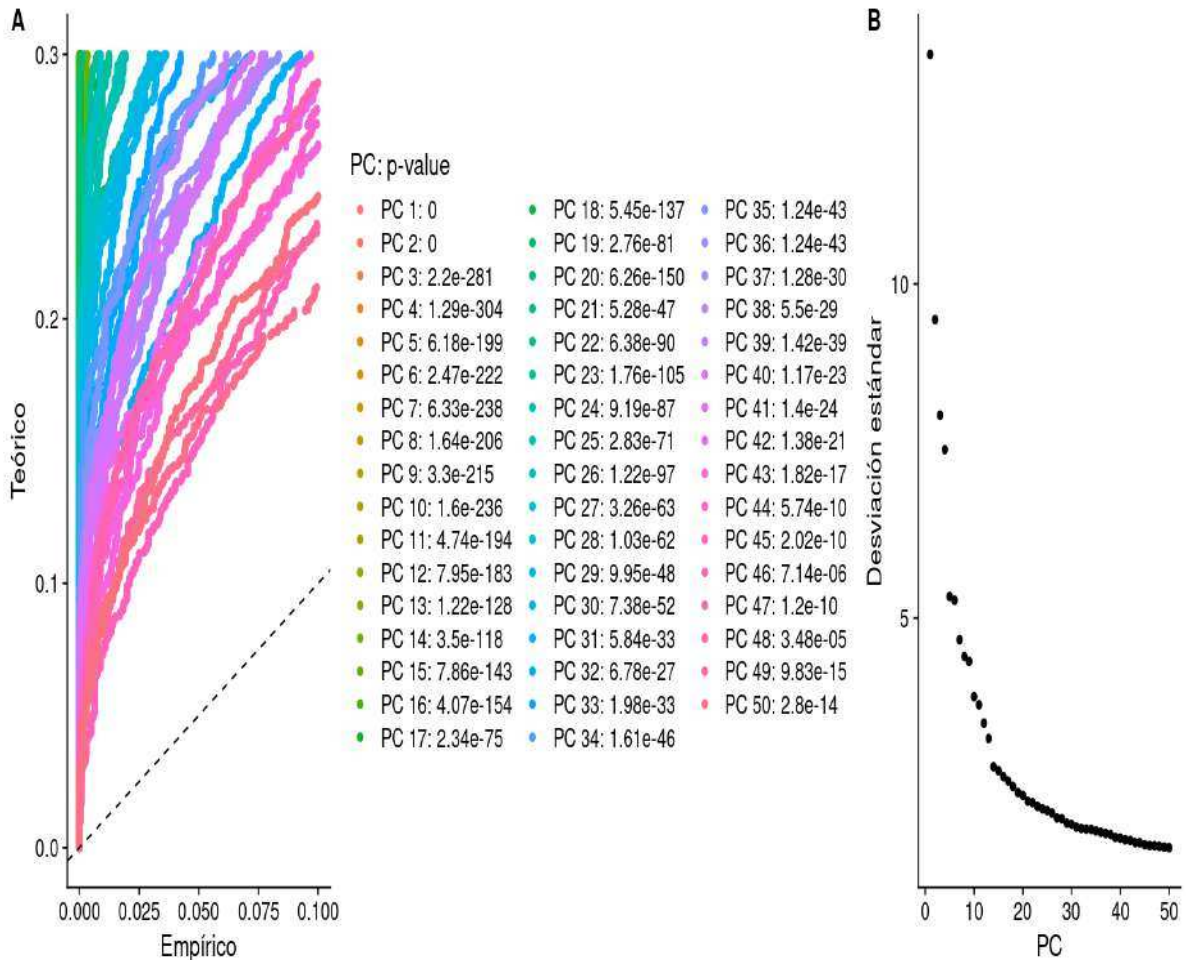 A
0.3
0.2
0.1
0.0
Teórico
0.000 0.025 0.050 0.075 0.100
Empírico
PC: p-value
PC 1: 0
PC 2: 0
PC 3: 2.2e-281
PC 4: 1.29e-304
PC 5: 6.18e-199
PC 6: 2.47e-222
PC 7: 6.33e-238
PC 8: 1.64e-206
PC 9: 3.3e-215
PC 10: 1.6e-236
PC 11: 4.74e-194
PC 12: 7.95e-183
PC 13: 1.22e-128
PC 14: 3.5e-118
PC 15: 7.86e-143
PC 16: 4.07e-154
PC 17: 2.34e-75
PC 18: 5.45e-137
PC 19: 2.76e-81
PC 20: 6.26e-150
PC 21: 5.28e-47
PC 22: 6.38e-90
PC 23: 1.76e-105
PC 24: 9.19e-87
PC 25: 2.83e-71
PC 26: 1.22e-97
PC 27: 3.26e-63
PC 28: 1.03e-62
PC 29: 9.95e-48
PC 30: 7.38e-52
PC 31: 5.84e-33
PC 32: 6.78e-27
PC 33: 1.98e-33
PC 34: 1.61e-46
PC 35: 1.24e-43
PC 36: 1.24e-43
PC 37: 1.28e-30
PC 38: 5.5e-29
PC 39: 1.42e-39
PC 40: 1.17e-23
PC 41: 1.4e-24
PC 42: 1.38e-21
PC 43: 1.82e-17
PC 44: 5.74e-10
PC 45: 2.02e-10
PC 46: 7.14e-06
PC 47: 1.2e-10
PC 48: 3.48e-05
PC 49: 9.83e-15
PC 50: 2.8e-14
B
10
5
Desviación estándar
0 10 20 30 40 50
PC